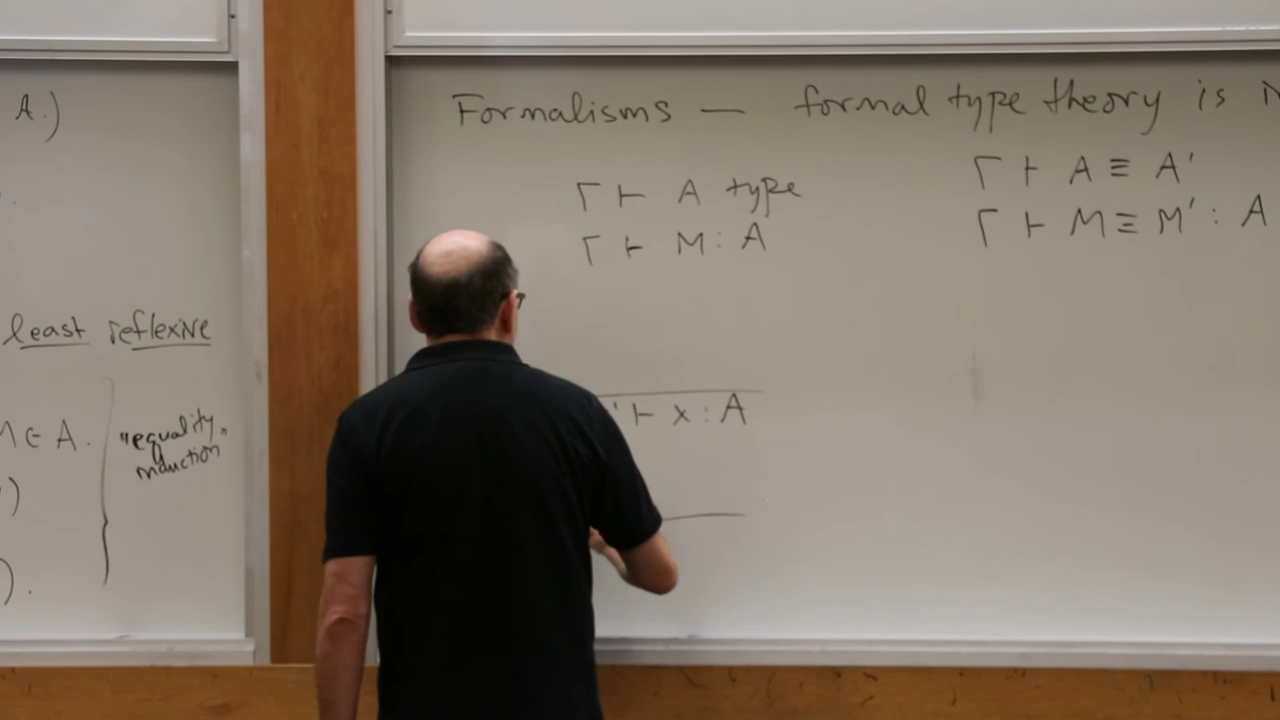 A.)
least reflexive
M ∈ A.
"equality
induction"
)
).
Formalisms — formal type theory is
Γ ⊢ A type
Γ ⊢ M : A
Γ ⊢ A ≡ A'
Γ ⊢ M ≡ M' : A
⊢ x : A